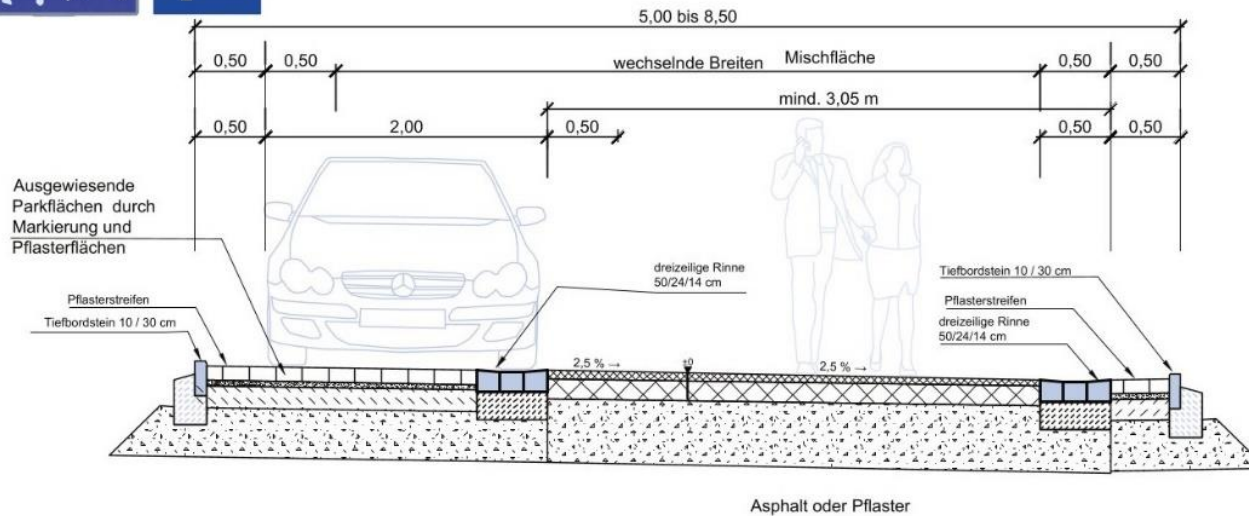 5,00 bis 8,50
0,50 0,50 wechselnde Breiten Mischfläche 0,50 0,50
mind. 3,05 m
0,50 2,00 0,50 0,50 0,50
Ausgewiesende
Parkflächen durch
Markierung und
Pflasterflächen
dreizeilige Rinne
50/24/14 cm
Tiefbordstein 10 / 30 cm
Pflasterstreifen
Pflasterstreifen
Tiefbordstein 10 / 30 cm
dreizeilige Rinne
50/24/14 cm
2,5 % → ±0 2,5 % →
Asphalt oder Pflaster